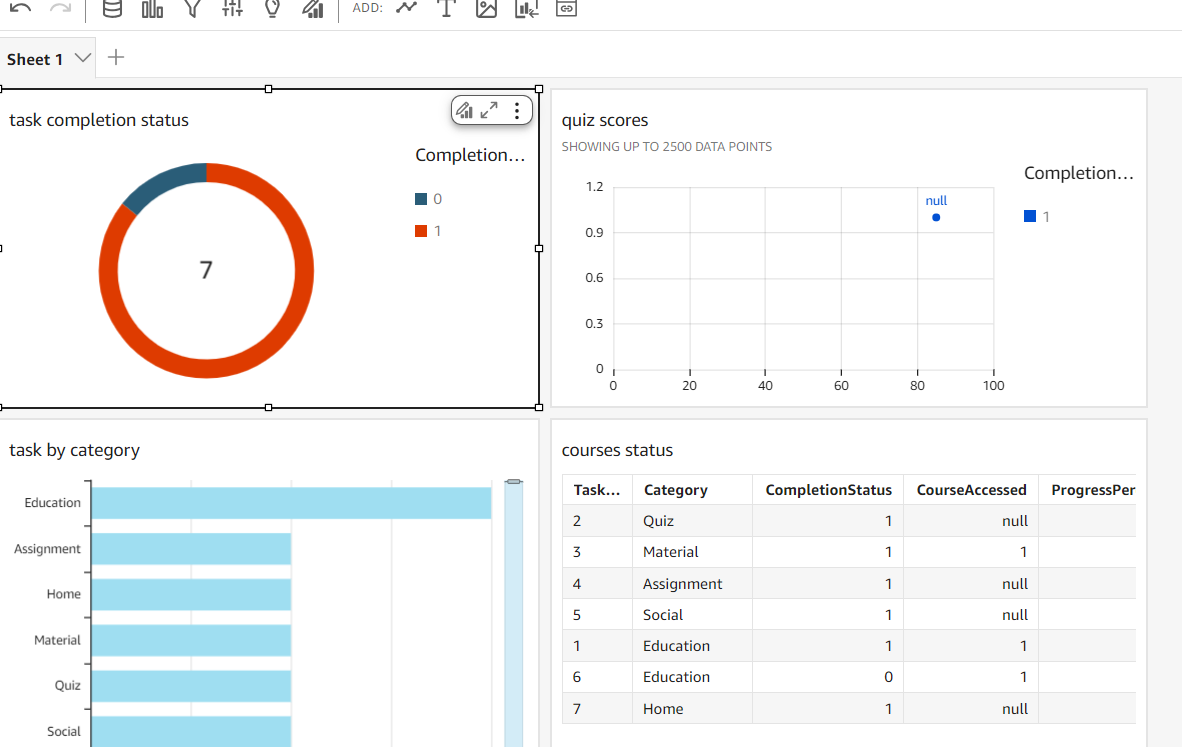 ADD:
Sheet 1
task completion status
Completion...
0
1
7
quiz scores
SHOWING UP TO 2500 DATA POINTS
Completion...
1
1.2
0.9
0.6
0.3
0
null
0 20 40 60 80 100
task by category
Education
Assignment
Home
Material
Quiz
Social
courses status
Task... Category CompletionStatus CourseAccessed ProgressPer
2 Quiz 1 null
3 Material 1 1
4 Assignment 1 null
5 Social 1 null
1 Education 1 1
6 Education 0 1
7 Home 1 null